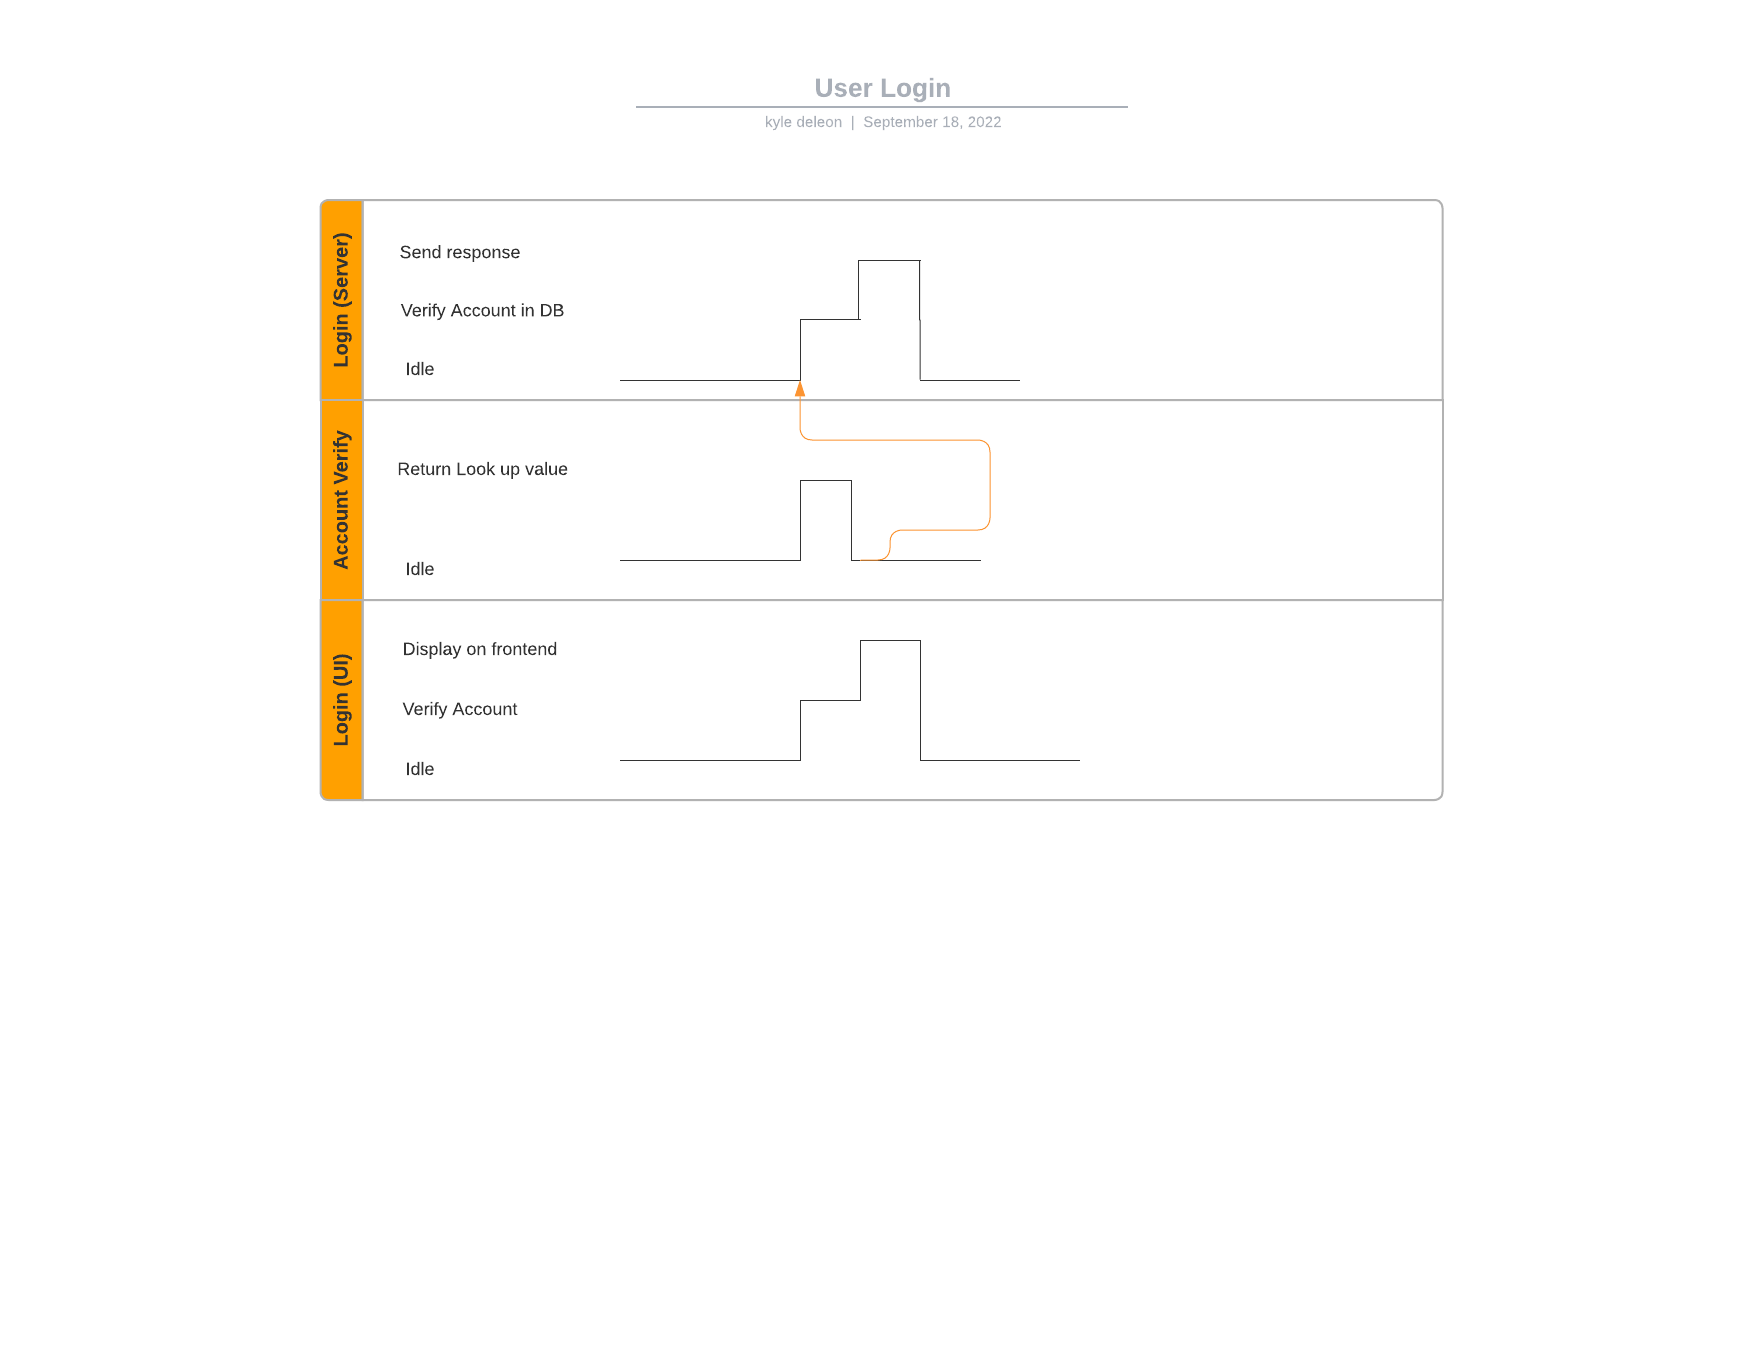 User Login
kyle deleon | September 18, 2022
Login (Server)
Send response
Verify Account in DB
Idle
Account Verify
Return Look up value
Idle
Login (UI)
Display on frontend
Verify Account
Idle